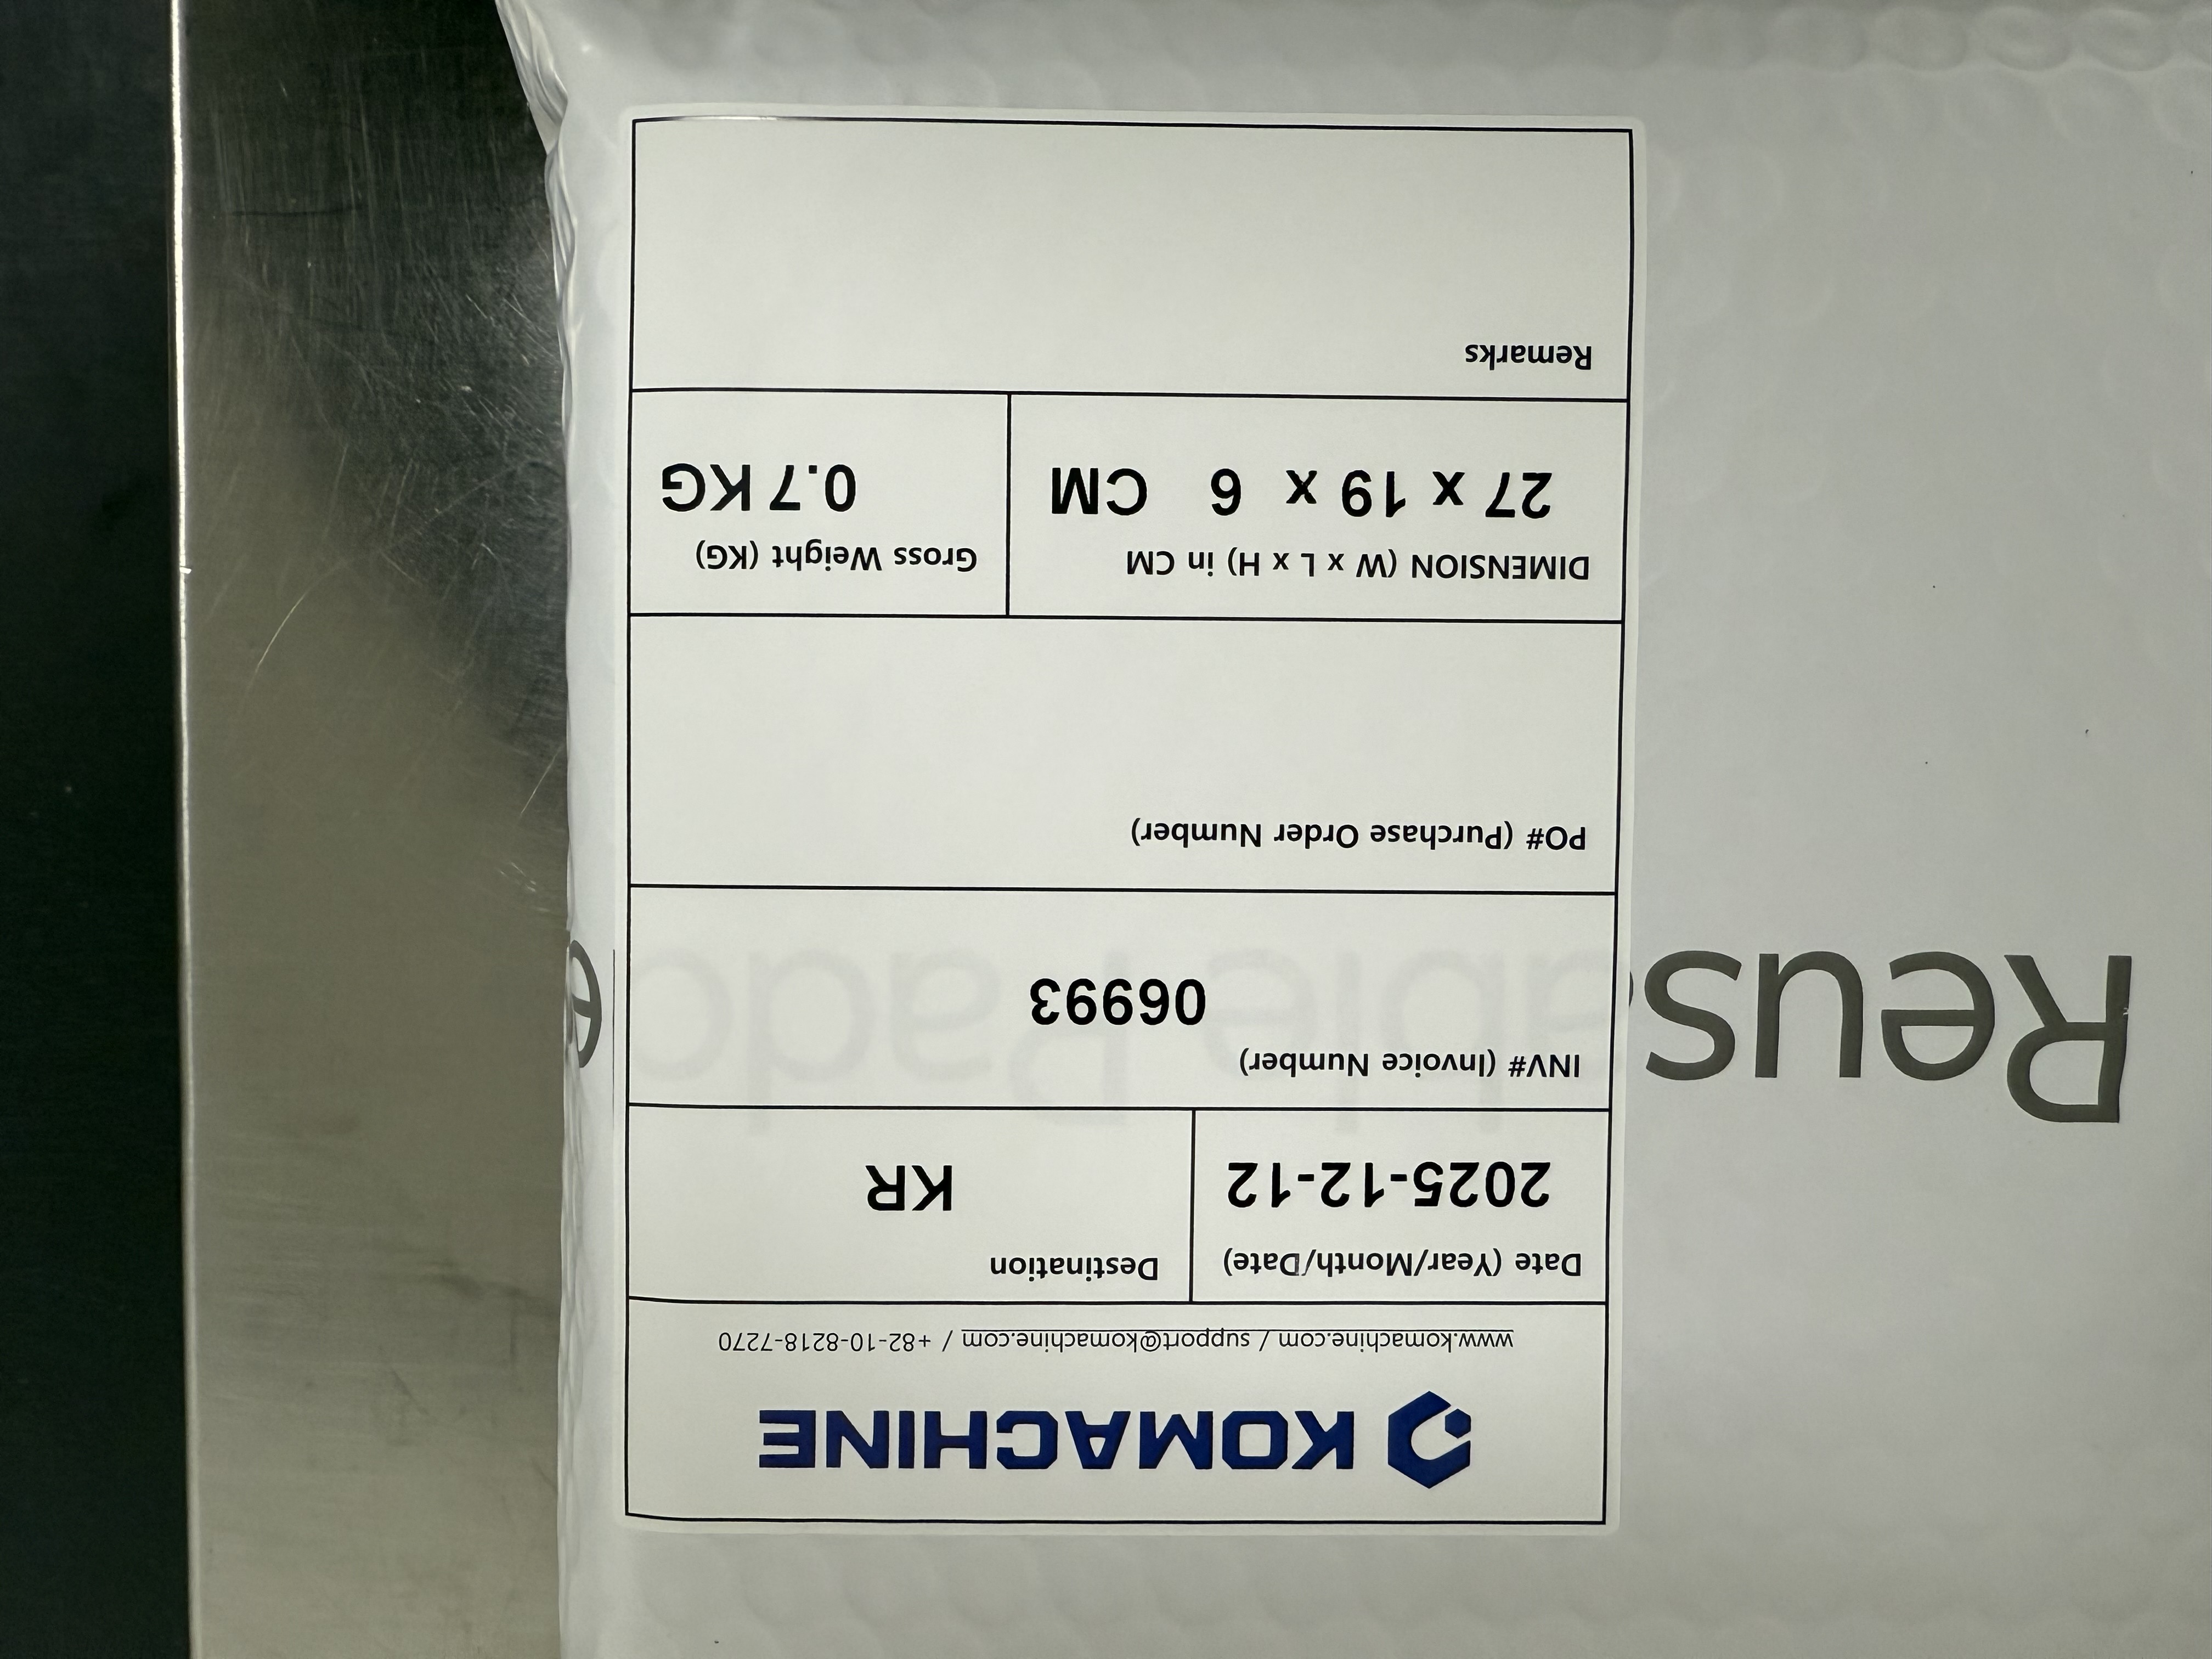 KOMACHINE
www.komachine.com / support@komachine.com / +82-10-8218-7270
Date (Year/Month/Date)
2025-12-12
Destination
KR
INV# (Invoice Number)
06993
PO# (Purchase Order Number)
DIMENSION (W x L x H) in CM
27 x 19 x 6 CM
Gross Weight (KG)
0.7 KG
Remarks
Reusable